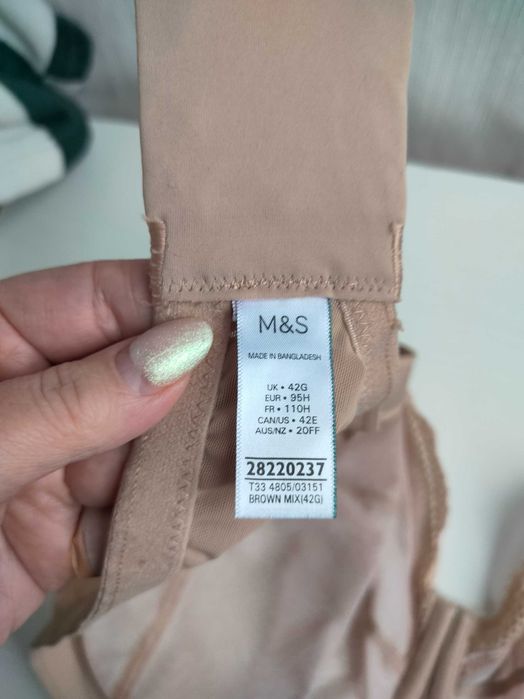 M&S
MADE IN BANGLADESH
UK • 42G
EUR • 95H
FR • 110H
CAN/US • 42E
AUS/NZ • 20FF
28220237
T33 4805/03151
BROWN MIX(42G)